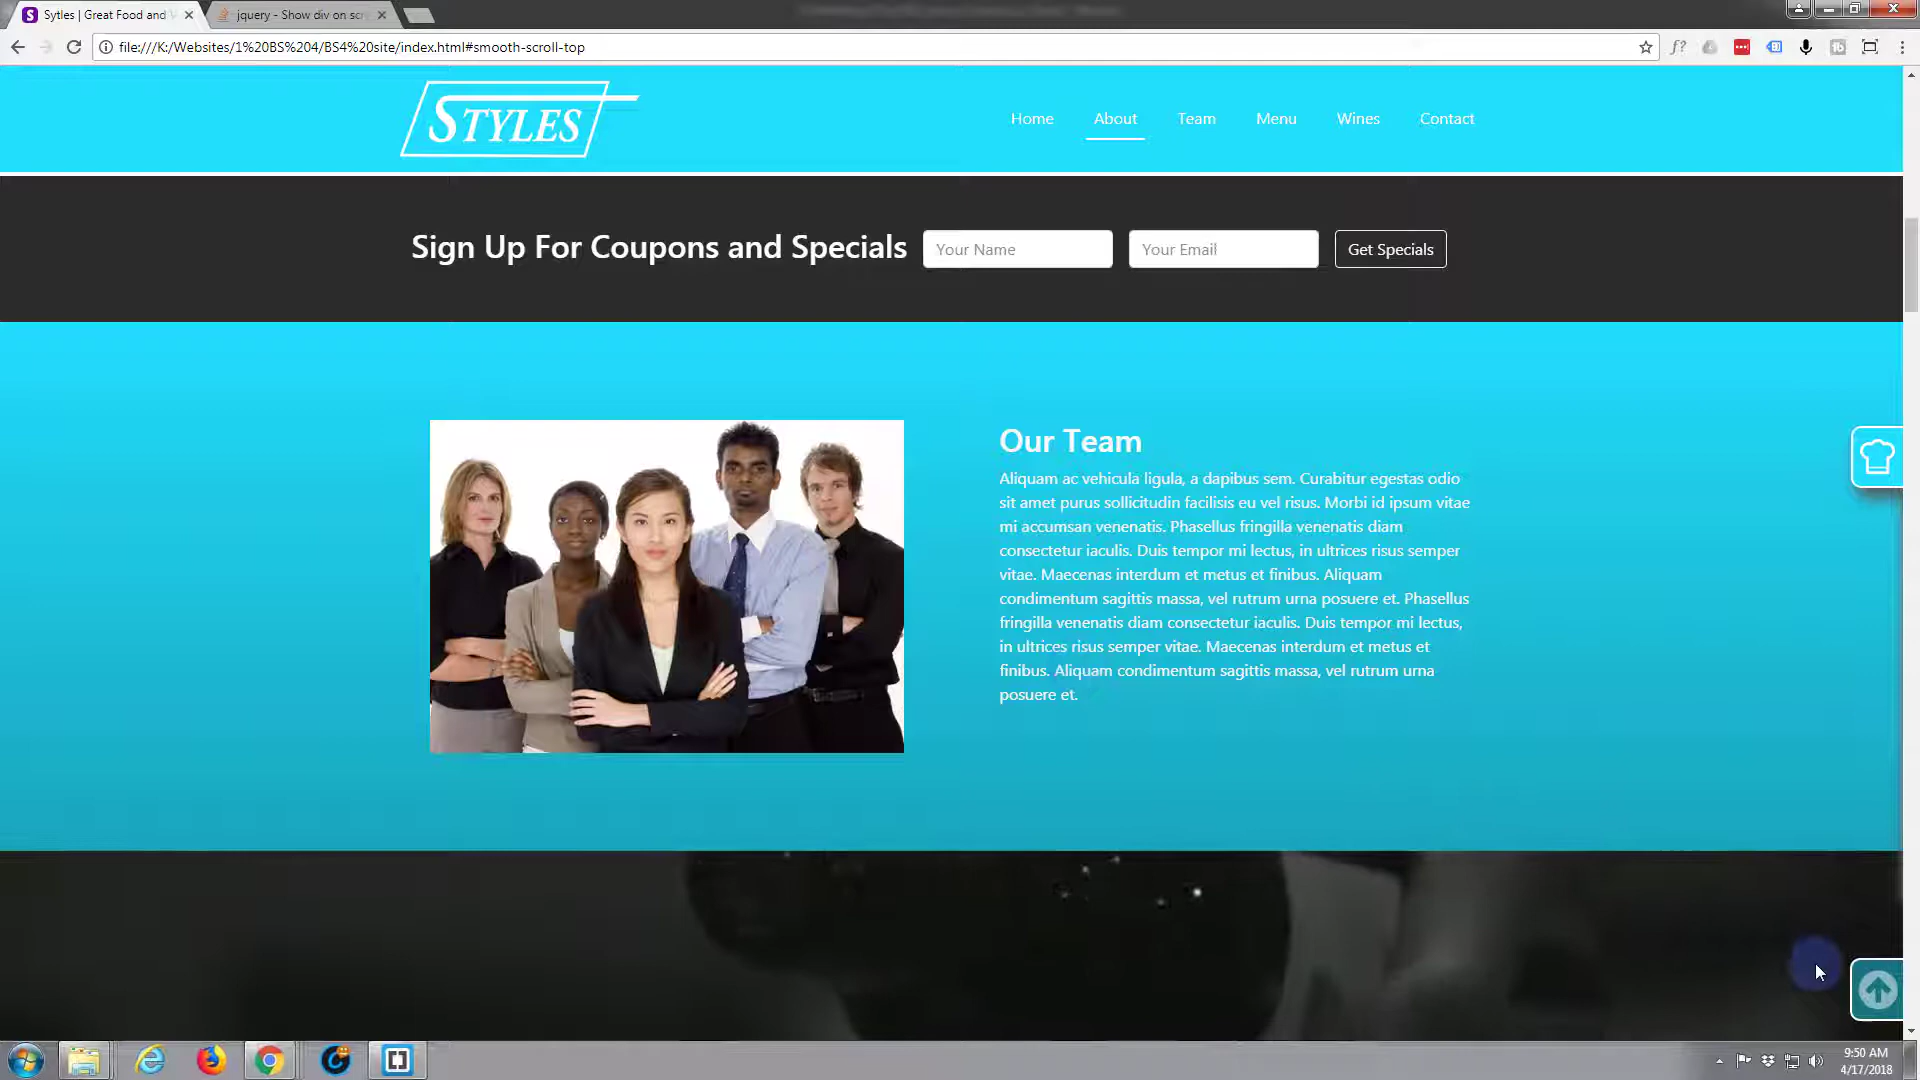 Sytles | Great Food and
jquery - Show div on scr
file:///K:/Websites/1%20BS%204/BS4%20site/index.html#smooth-scroll-top
STYLES
Home About Team Menu Wines Contact
Sign Up For Coupons and Specials Your Name Your Email Get Specials
Our Team
Aliquam ac vehicula ligula, a dapibus sem. Curabitur egestas odio
sit amet purus sollicitudin facilisis eu vel risus. Morbi id ipsum vitae
mi accumsan venenatis. Phasellus fringilla venenatis diam
consectetur iaculis. Duis tempor mi lectus, in ultrices risus semper
vitae. Maecenas interdum et metus et finibus. Aliquam
condimentum sagittis massa, vel rutrum urna posuere et. Phasellus
fringilla venenatis diam consectetur iaculis. Duis tempor mi lectus,
in ultrices risus semper vitae. Maecenas interdum et metus et
finibus. Aliquam condimentum sagittis massa, vel rutrum urna
posuere et.
9:50 AM
4/17/2018